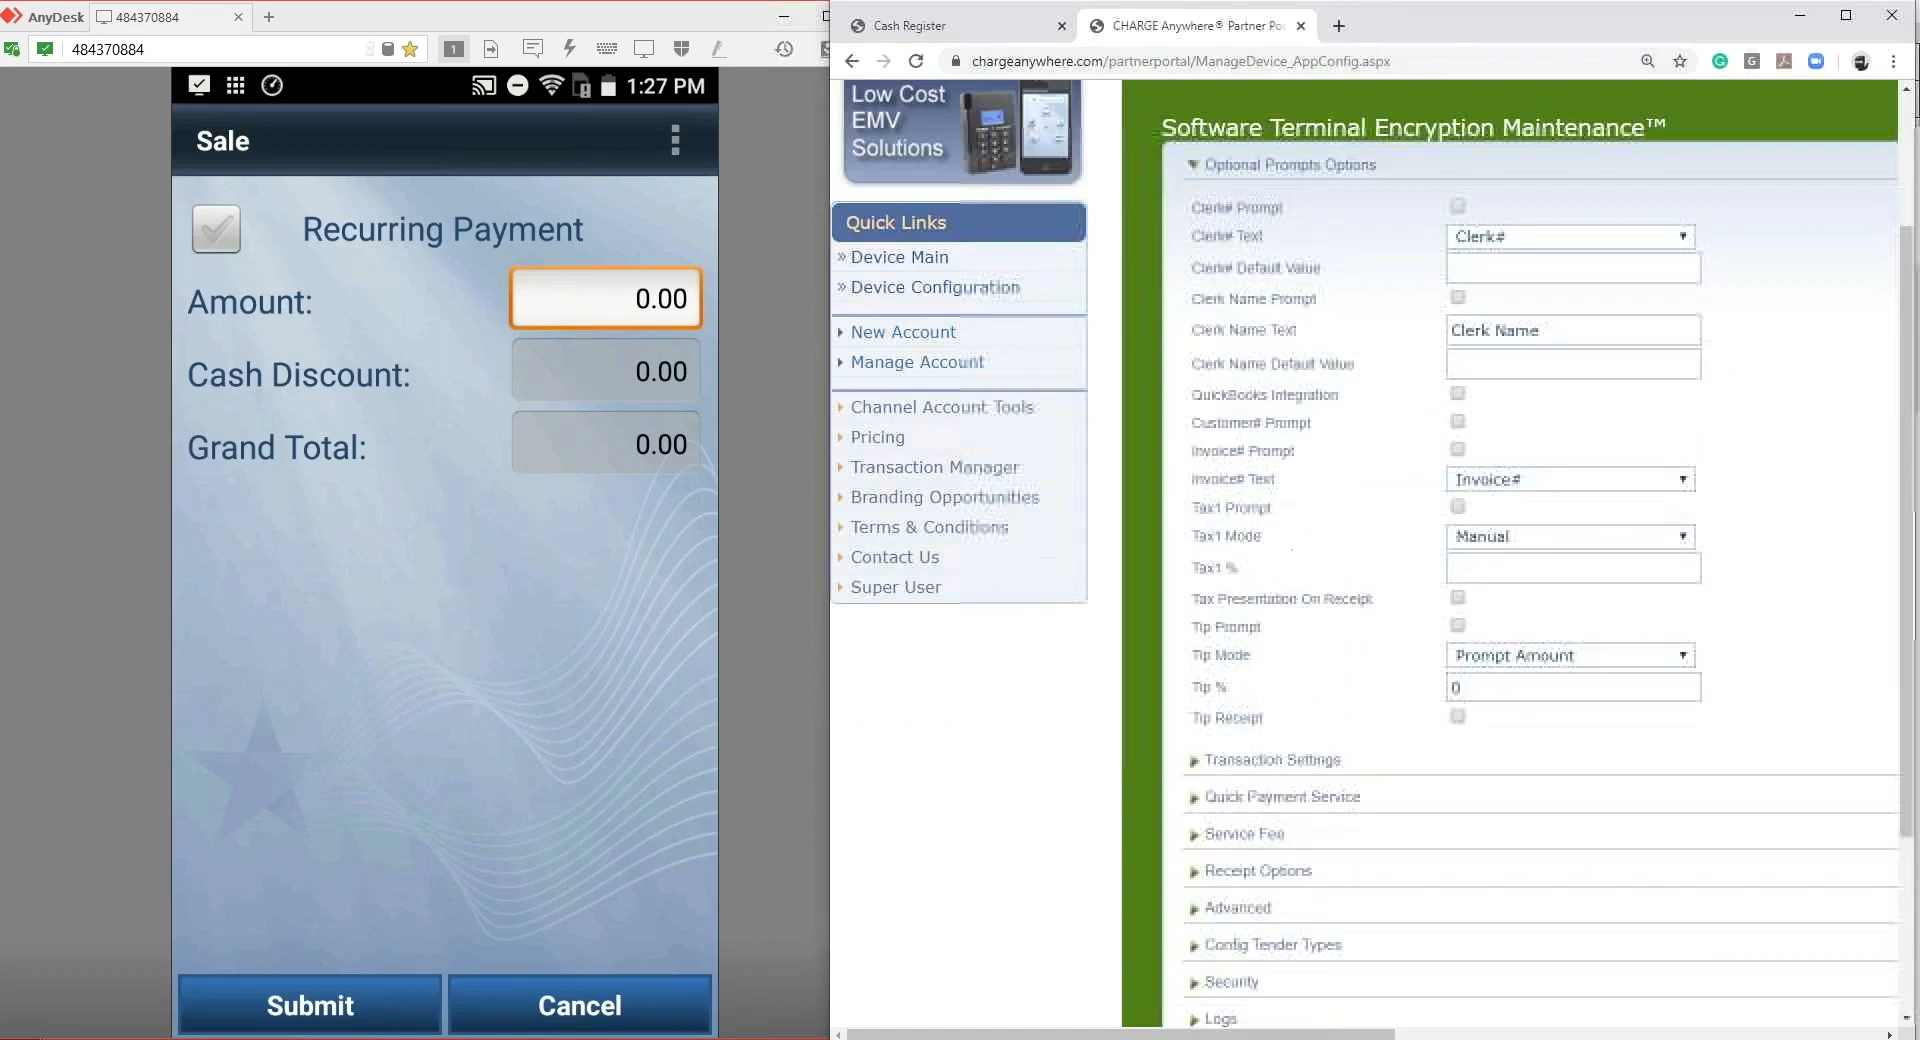 AnyDesk
484370884
484370884
1
1:27 PM
Sale
Recurring Payment
Amount:
0.00
Cash Discount:
0.00
Grand Total:
0.00
Submit
Cancel
Cash Register
CHARGE Anywhere® Partner Po
chargeanywhere.com/partnerportal/ManageDevice_AppConfig.aspx
Low Cost
EMV
Solutions
Quick Links
» Device Main
» Device Configuration
New Account
Manage Account
Channel Account Tools
Pricing
Transaction Manager
Branding Opportunities
Terms & Conditions
Contact Us
Super User
Software Terminal Encryption Maintenance™
Optional Prompts Options
Clerk# Prompt
Clerk# Text
Clerk#
Clerk# Default Value
Clerk Name Prompt
Clerk Name Text
Clerk Name
Clerk Name Default Value
QuickBooks Integration
Customer# Prompt
Invoice# Prompt
Invoice# Text
Invoice#
Tax1 Prompt
Tax1 Mode
Manual
Tax1 %
Tax Presentation On Receipt
Tip Prompt
Tip Mode
Prompt Amount
Tip %
0
Tip Receipt
Transaction Settings
Quick Payment Service
Service Fee
Receipt Options
Advanced
Config Tender Types
Security
Logs